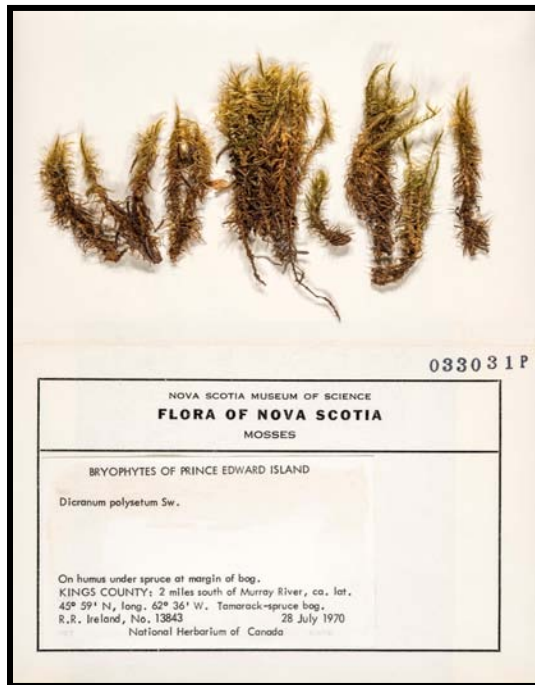 033031P
NOVA SCOTIA MUSEUM OF SCIENCE
FLORA OF NOVA SCOTIA
MOSSES
BRYOPHYTES OF PRINCE EDWARD ISLAND
Dicranum polysetum Sw.
On humus under spruce at margin of bog.
KINGS COUNTY: 2 miles south of Murray River, ca. lat.
45° 59' N, long. 62° 36' W. Tamarack-spruce bog.
R.R. Ireland, No. 13843 28 July 1970
National Herbarium of Canada